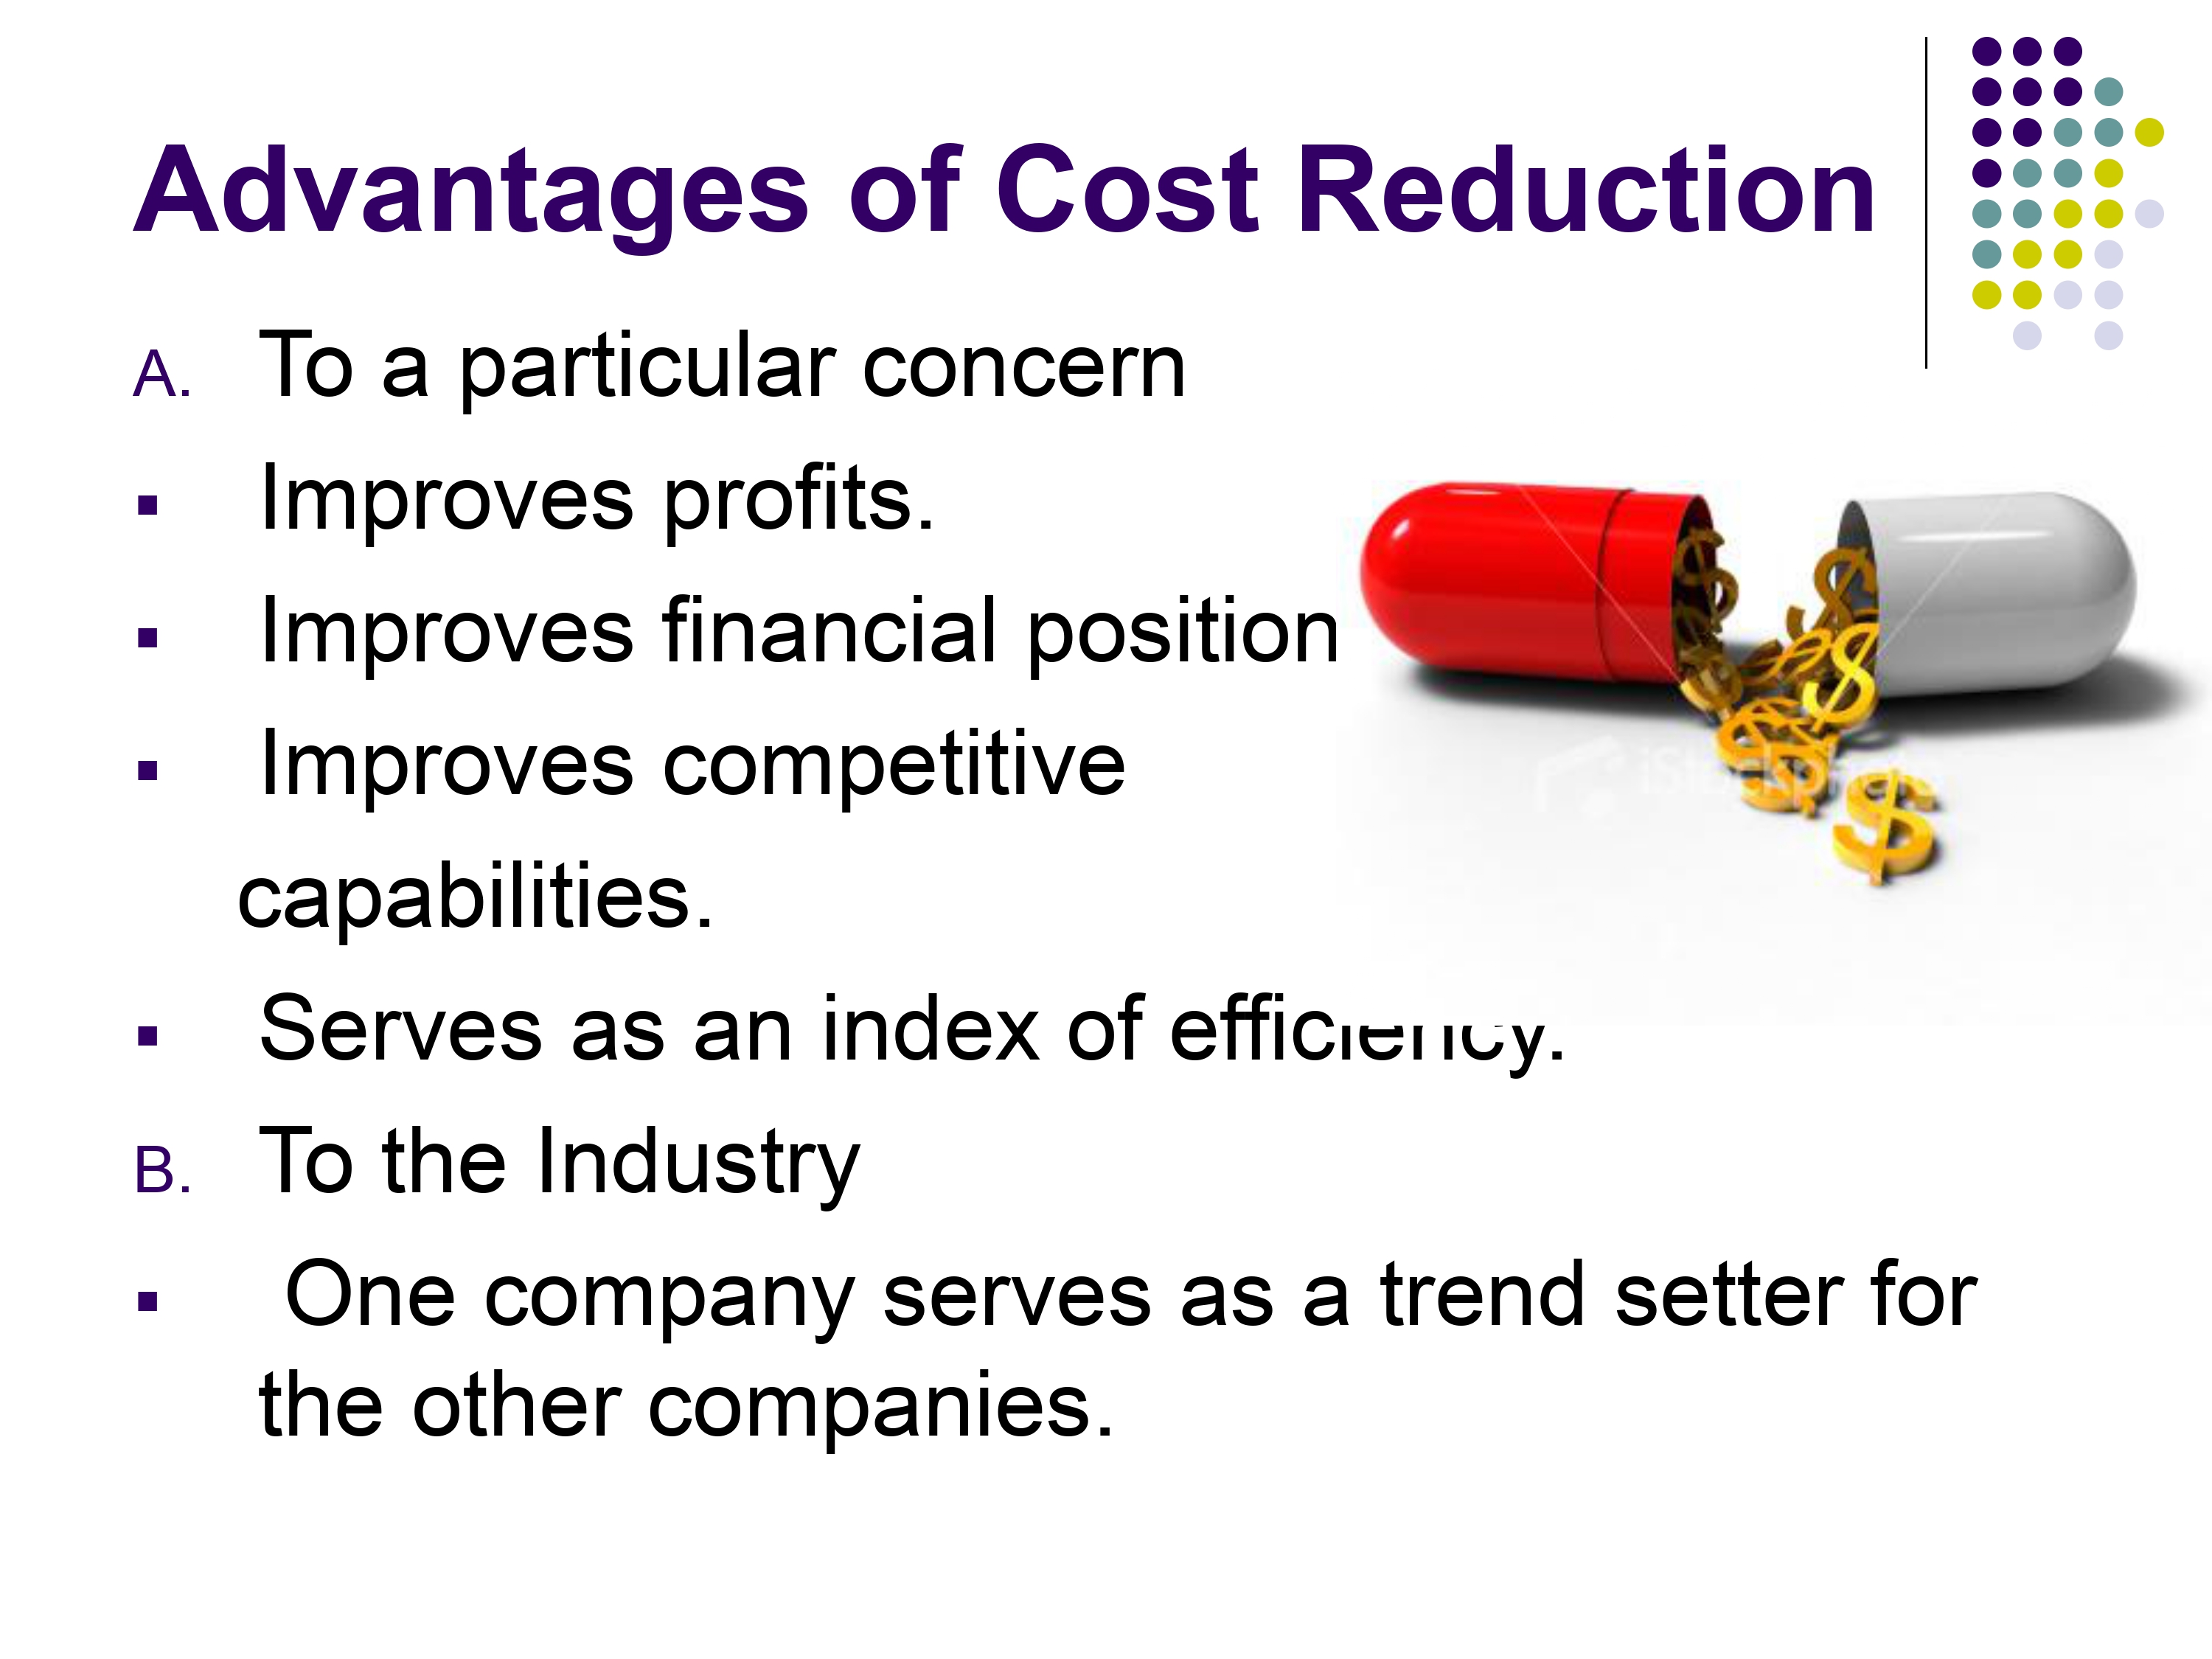 Advantages of Cost Reduction
A. To a particular concern
▪ Improves profits.
▪ Improves financial position
▪ Improves competitive
capabilities.
▪ Serves as an index of efficiency.
B. To the Industry
▪ One company serves as a trend setter for
the other companies.